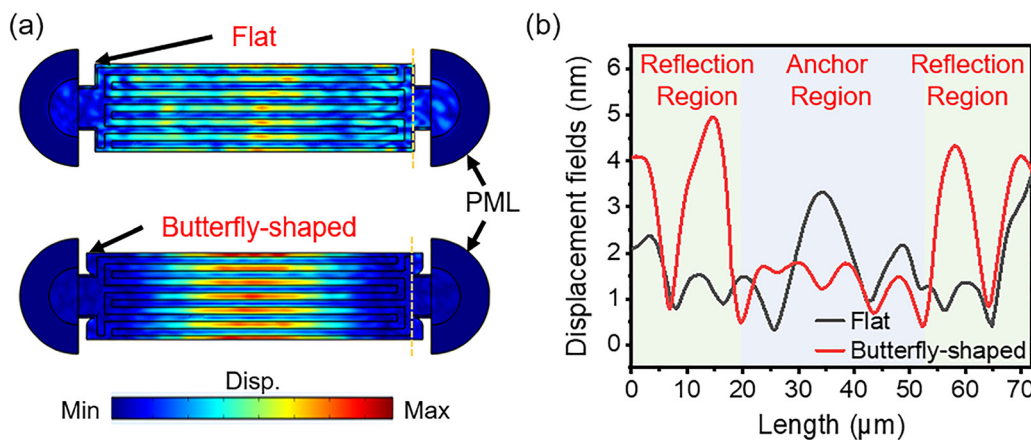 (a)
Flat
PML
Butterfly-shaped
Disp.
Min
Max
(b)
Displacement fields (nm)
6
5
4
3
2
1
0
Reflection
Region
Anchor
Region
Reflection
Region
Flat
Butterfly-shaped
0 10 20 30 40 50 60 70
Length (μm)